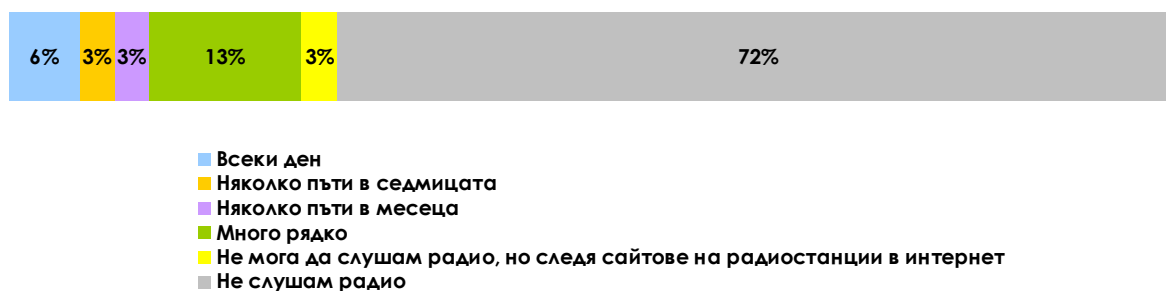 6% 3% 3% 13% 3% 72%
Всеки ден
Няколко пъти в седмицата
Няколко пъти в месеца
Много рядко
Не мога да слушам радио, но следя сайтове на радиостанции в интернет
Не слушам радио